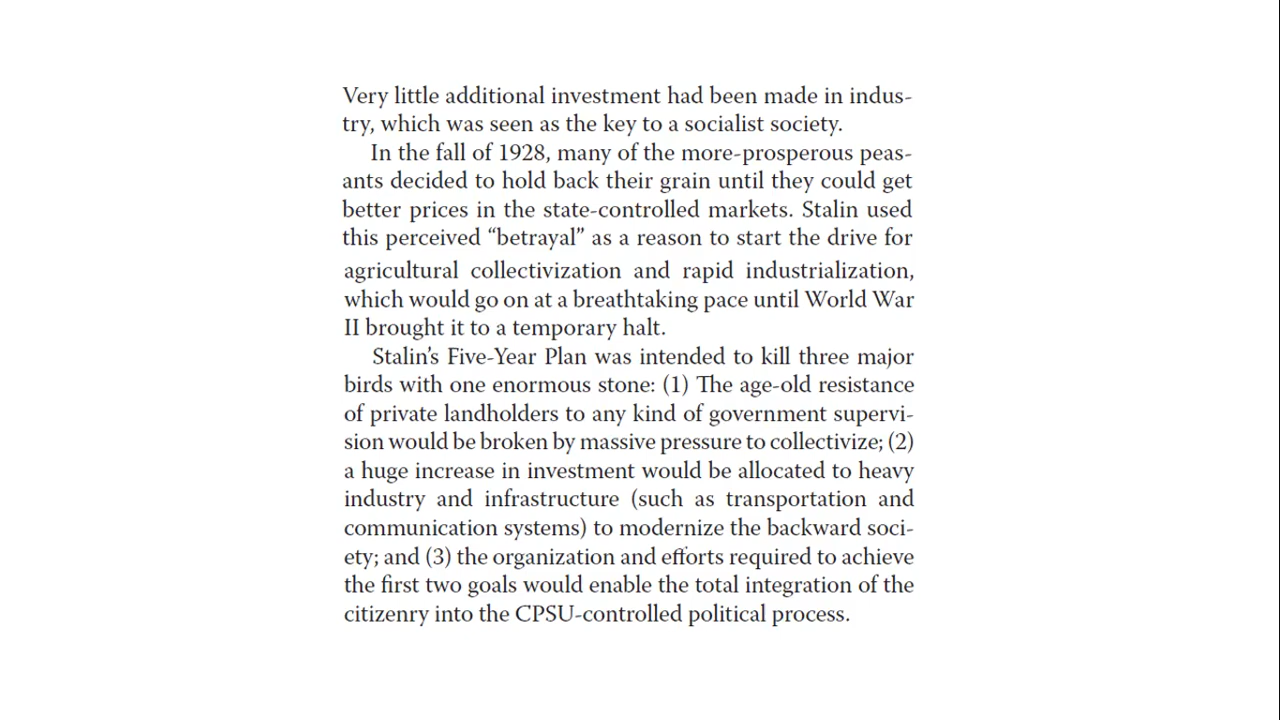 Very little additional investment had been made in indus-
try, which was seen as the key to a socialist society.
In the fall of 1928, many of the more-prosperous peas-
ants decided to hold back their grain until they could get
better prices in the state-controlled markets. Stalin used
this perceived “betrayal” as a reason to start the drive for
agricultural collectivization and rapid industrialization,
which would go on at a breathtaking pace until World War
II brought it to a temporary halt.
Stalin’s Five-Year Plan was intended to kill three major
birds with one enormous stone: (1) The age-old resistance
of private landholders to any kind of government supervi-
sion would be broken by massive pressure to collectivize; (2)
a huge increase in investment would be allocated to heavy
industry and infrastructure (such as transportation and
communication systems) to modernize the backward soci-
ety; and (3) the organization and efforts required to achieve
the first two goals would enable the total integration of the
citizenry into the CPSU-controlled political process.